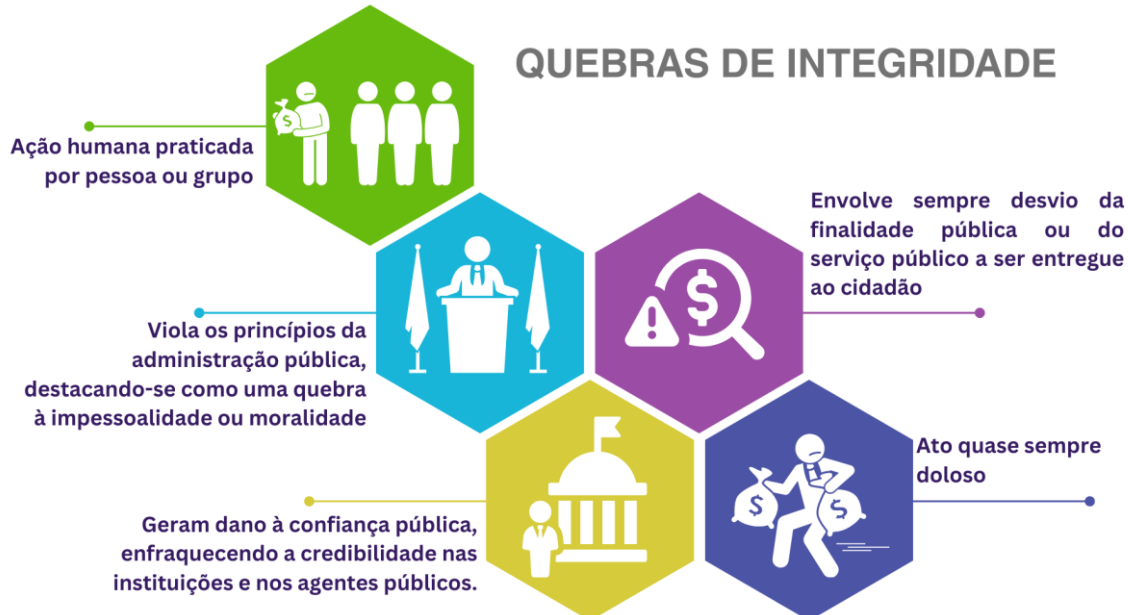 QUEBRAS DE INTEGRIDADE
Ação humana praticada
por pessoa ou grupo
Envolve sempre desvio da
finalidade pública ou do
serviço público a ser entregue
ao cidadão
Viola os princípios da
administração pública,
destacando-se como uma quebra
à impessoalidade ou moralidade
Ato quase sempre
doloso
Geram dano à confiança pública,
enfraquecendo a credibilidade nas
instituições e nos agentes públicos.